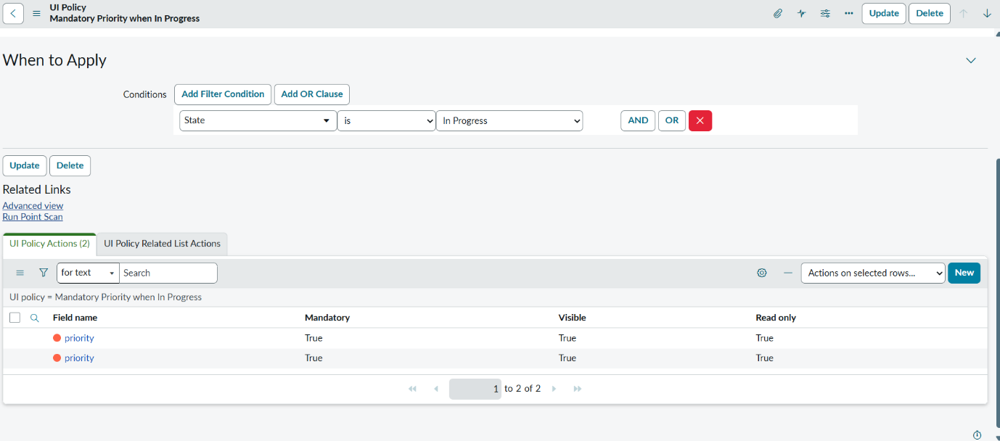 UI Policy
Mandatory Priority when In Progress
Update Delete
When to Apply
Conditions Add Filter Condition Add OR Clause
State is In Progress AND OR
Update Delete
Related Links
Advanced view
Run Point Scan
UI Policy Actions (2) UI Policy Related List Actions
for text Search Actions on selected rows... New
UI policy = Mandatory Priority when In Progress
Field name Mandatory Visible Read only
priority True True True
priority True True True
1 to 2 of 2